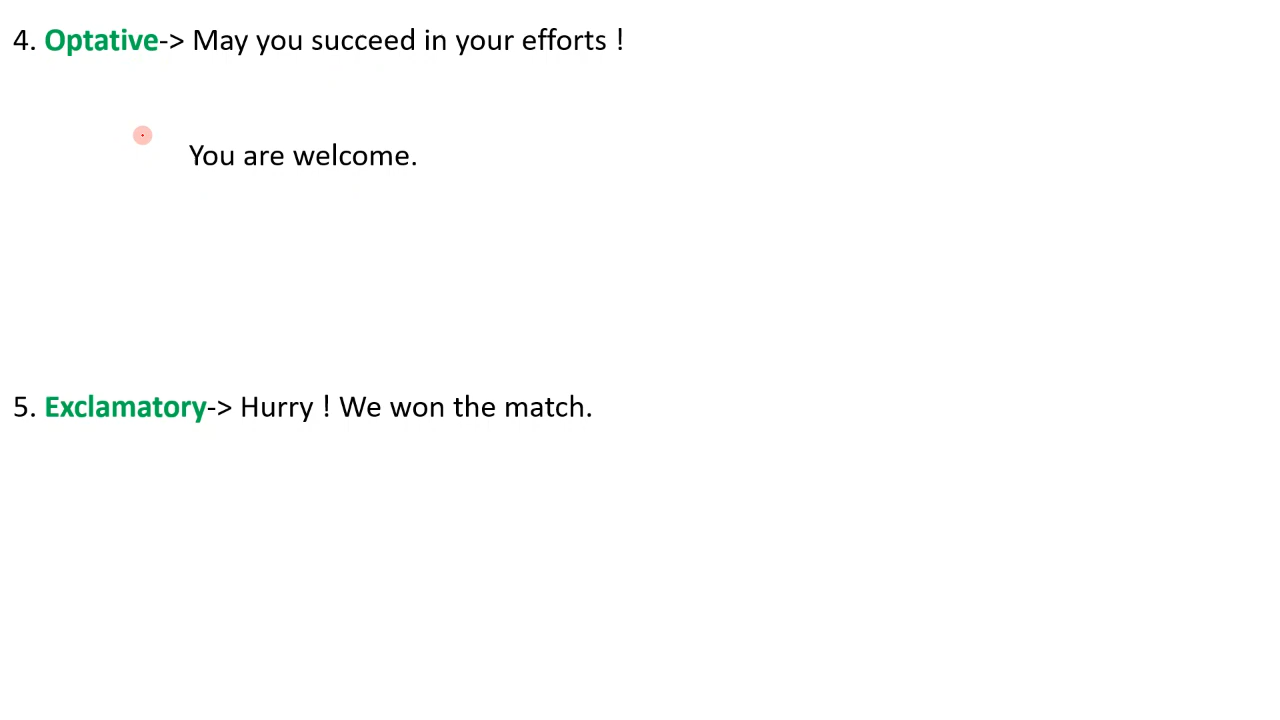 4. Optative-> May you succeed in your efforts !
You are welcome.
5. Exclamatory-> Hurry ! We won the match.